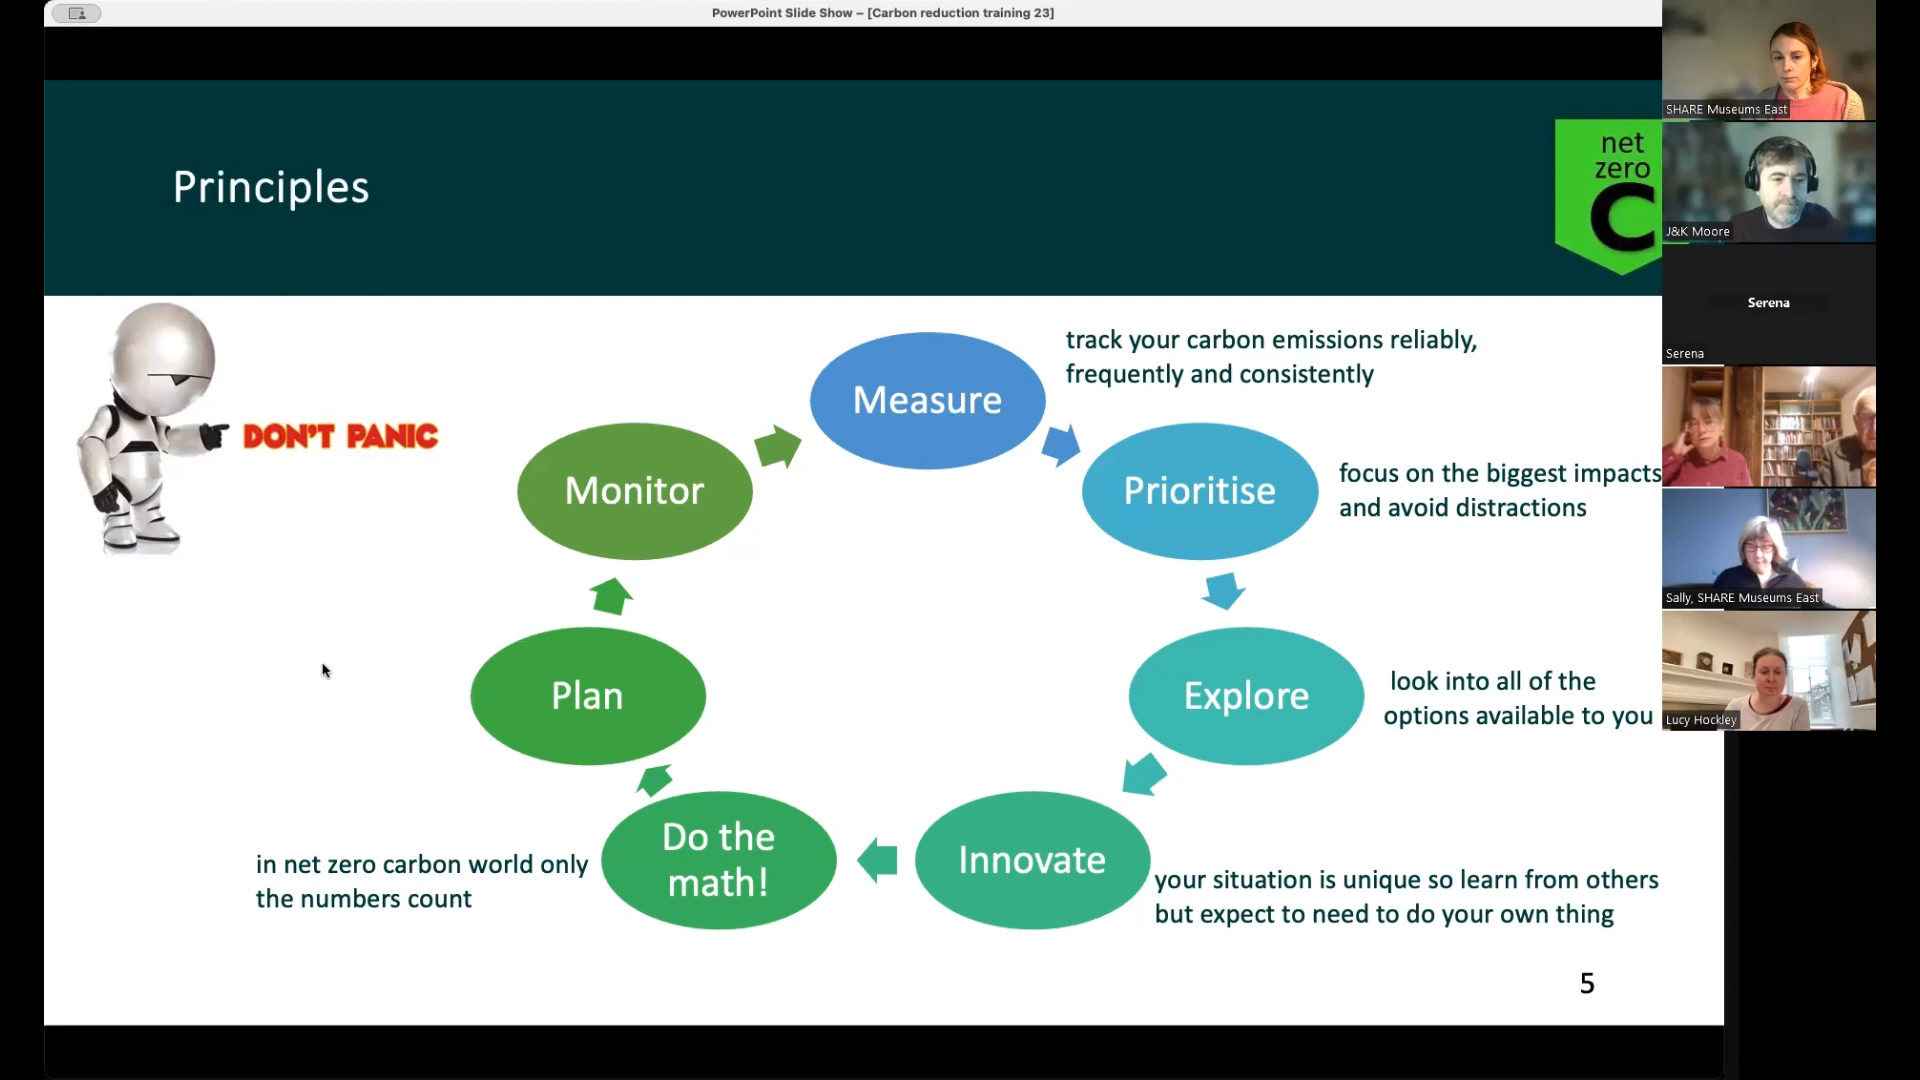 PowerPoint Slide Show – [Carbon reduction training 23]
Principles
net
zero
C
DON'T PANIC
Measure
track your carbon emissions reliably,
frequently and consistently
Prioritise
focus on the biggest impacts
and avoid distractions
Explore
look into all of the
options available to you
Innovate
your situation is unique so learn from others
but expect to need to do your own thing
Do the
math!
in net zero carbon world only
the numbers count
Plan
Monitor
5
SHARE Museums East
J&K Moore
Serena
Serena
Sally, SHARE Museums East
Lucy Hockley